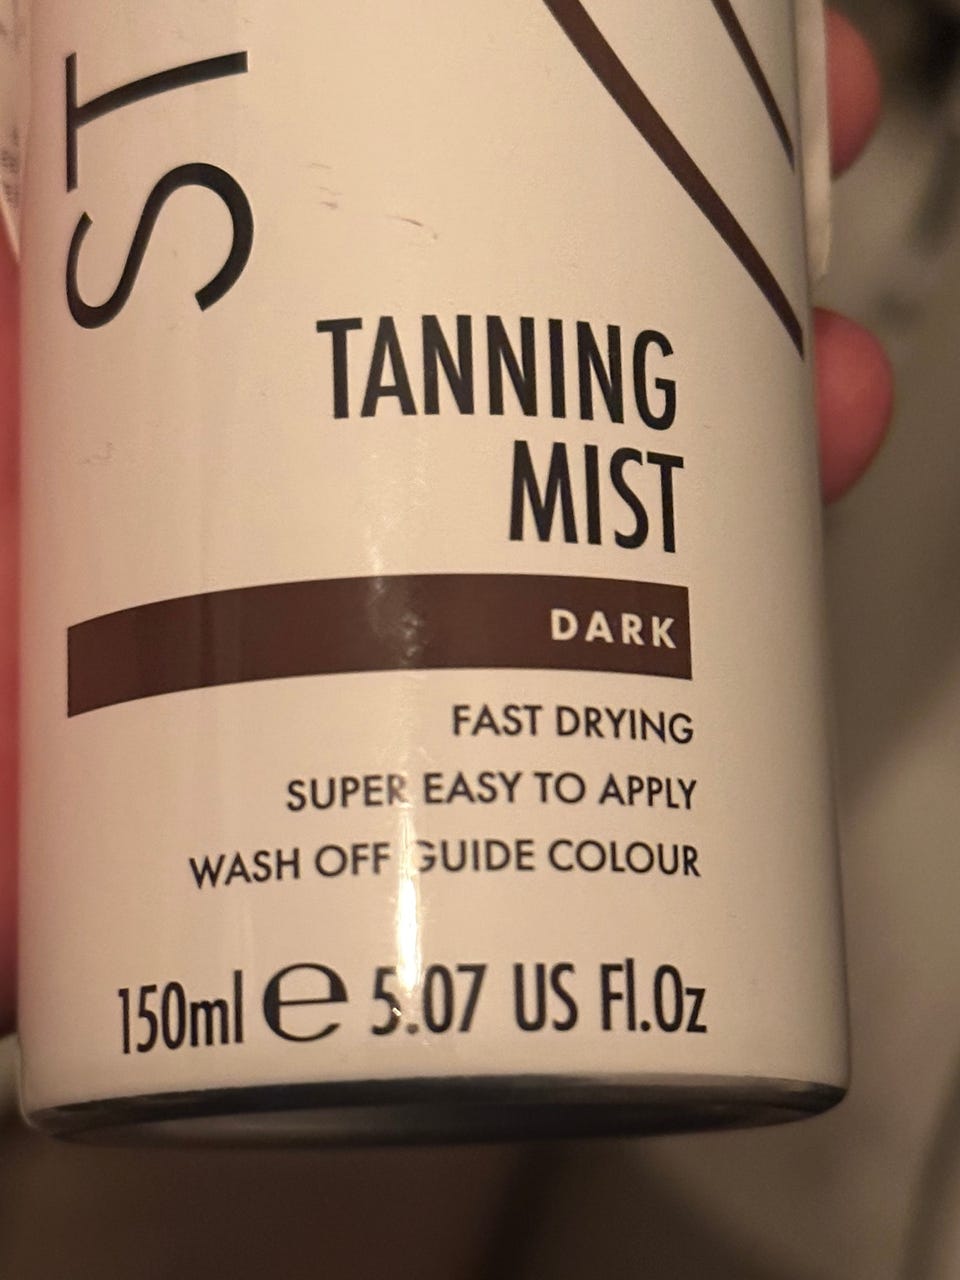 ST
TANNING
MIST
DARK
FAST DRYING
SUPER EASY TO APPLY
WASH OFF GUIDE COLOUR
150ml e 5.07 US Fl.Oz